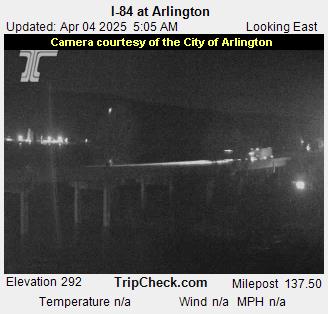 I-84 at Arlington
Updated: Apr 04 2025 5:05 AM Looking East
Camera courtesy of the City of Arlington
Elevation 292 TripCheck.com Milepost 137.50
Temperature n/a Wind n/a MPH n/a